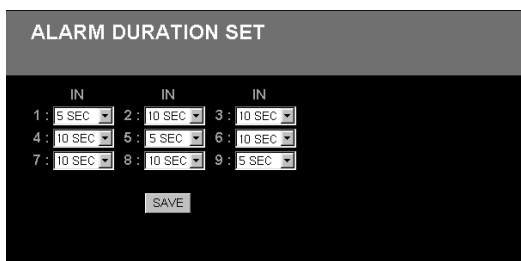 ALARM DURATION SET
IN IN IN
1 : 5 SEC 2 : 10 SEC 3 : 10 SEC
4 : 10 SEC 5 : 5 SEC 6 : 10 SEC
7 : 10 SEC 8 : 10 SEC 9 : 5 SEC
SAVE